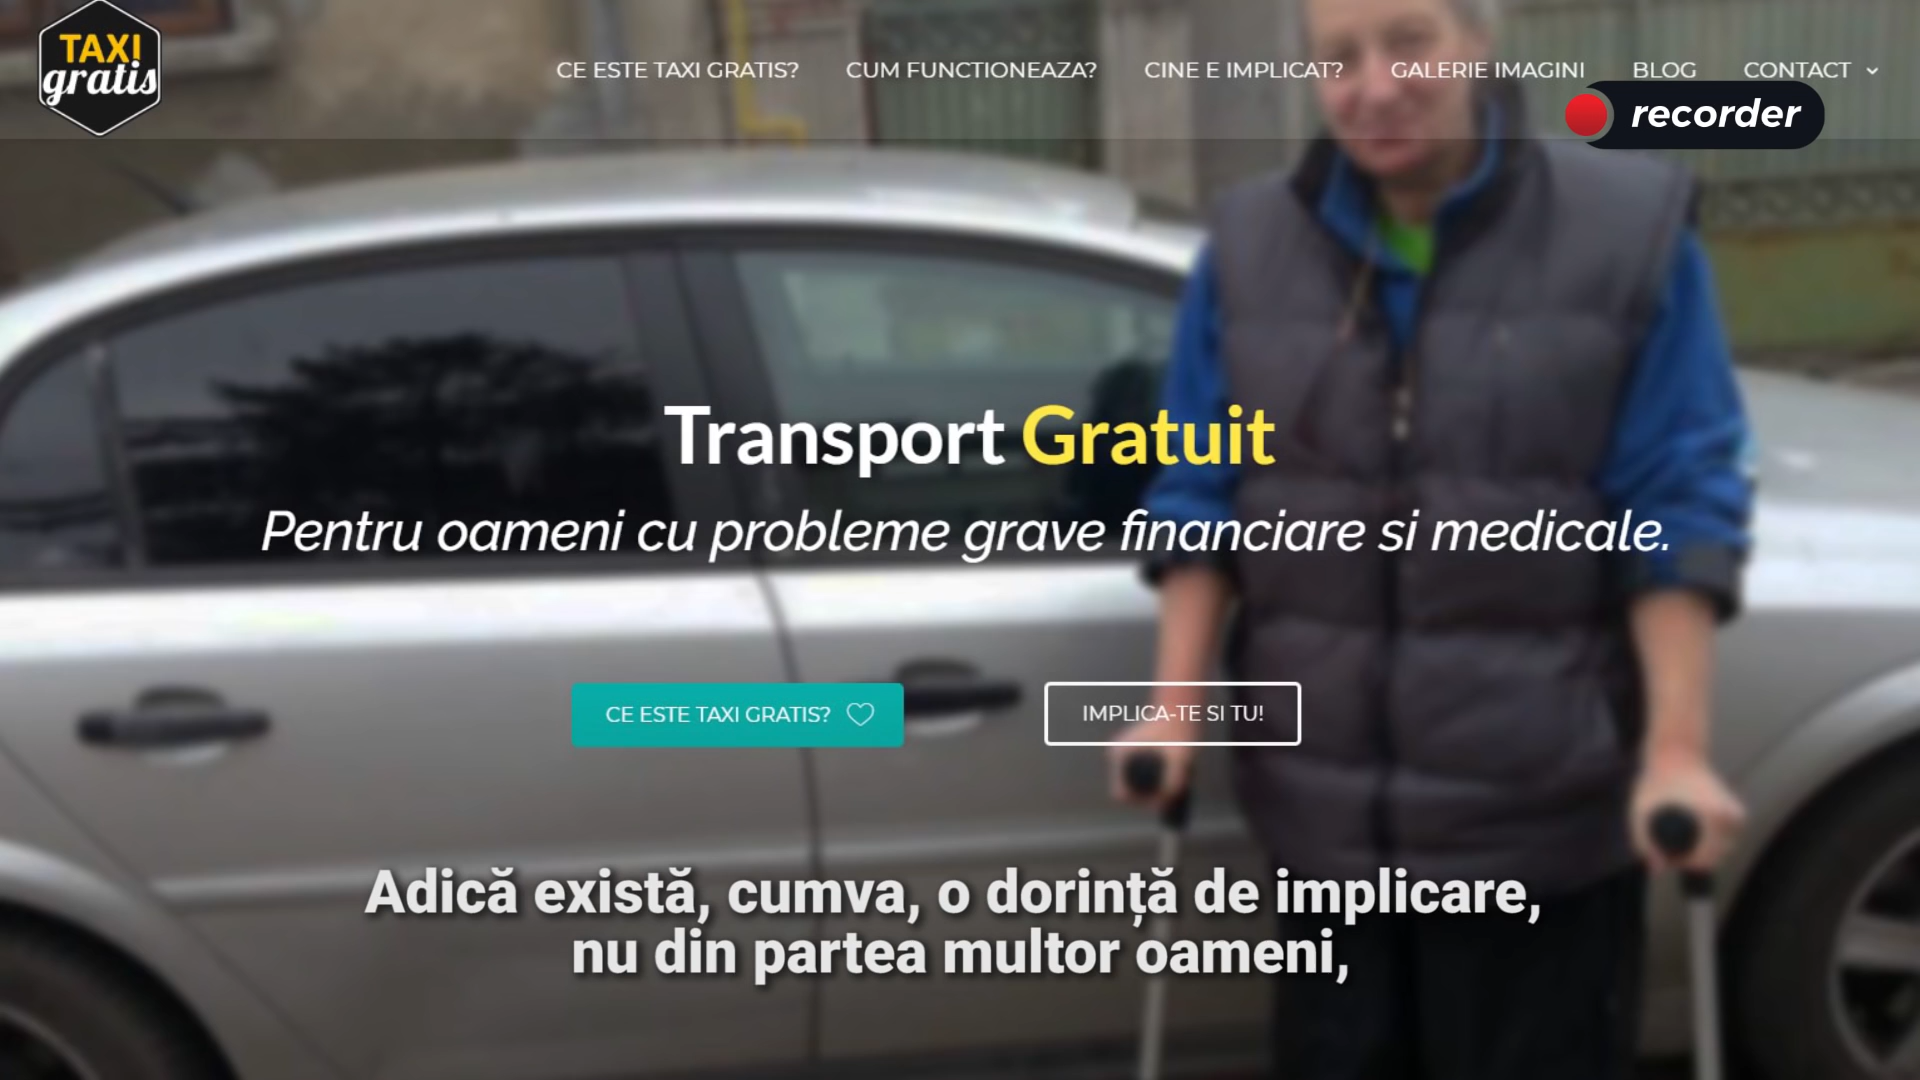 TAXI
gratis
CE ESTE TAXI GRATIS?
CUM FUNCTIONEAZA?
CINE E IMPLICAT?
GALERIE IMAGINI
BLOG
CONTACT
recorder
Transport Gratuit
Pentru oameni cu probleme grave financiare si medicale.
CE ESTE TAXI GRATIS?
IMPLICA-TE SI TU!
Adică există, cumva, o dorință de implicare,
nu din partea multor oameni,